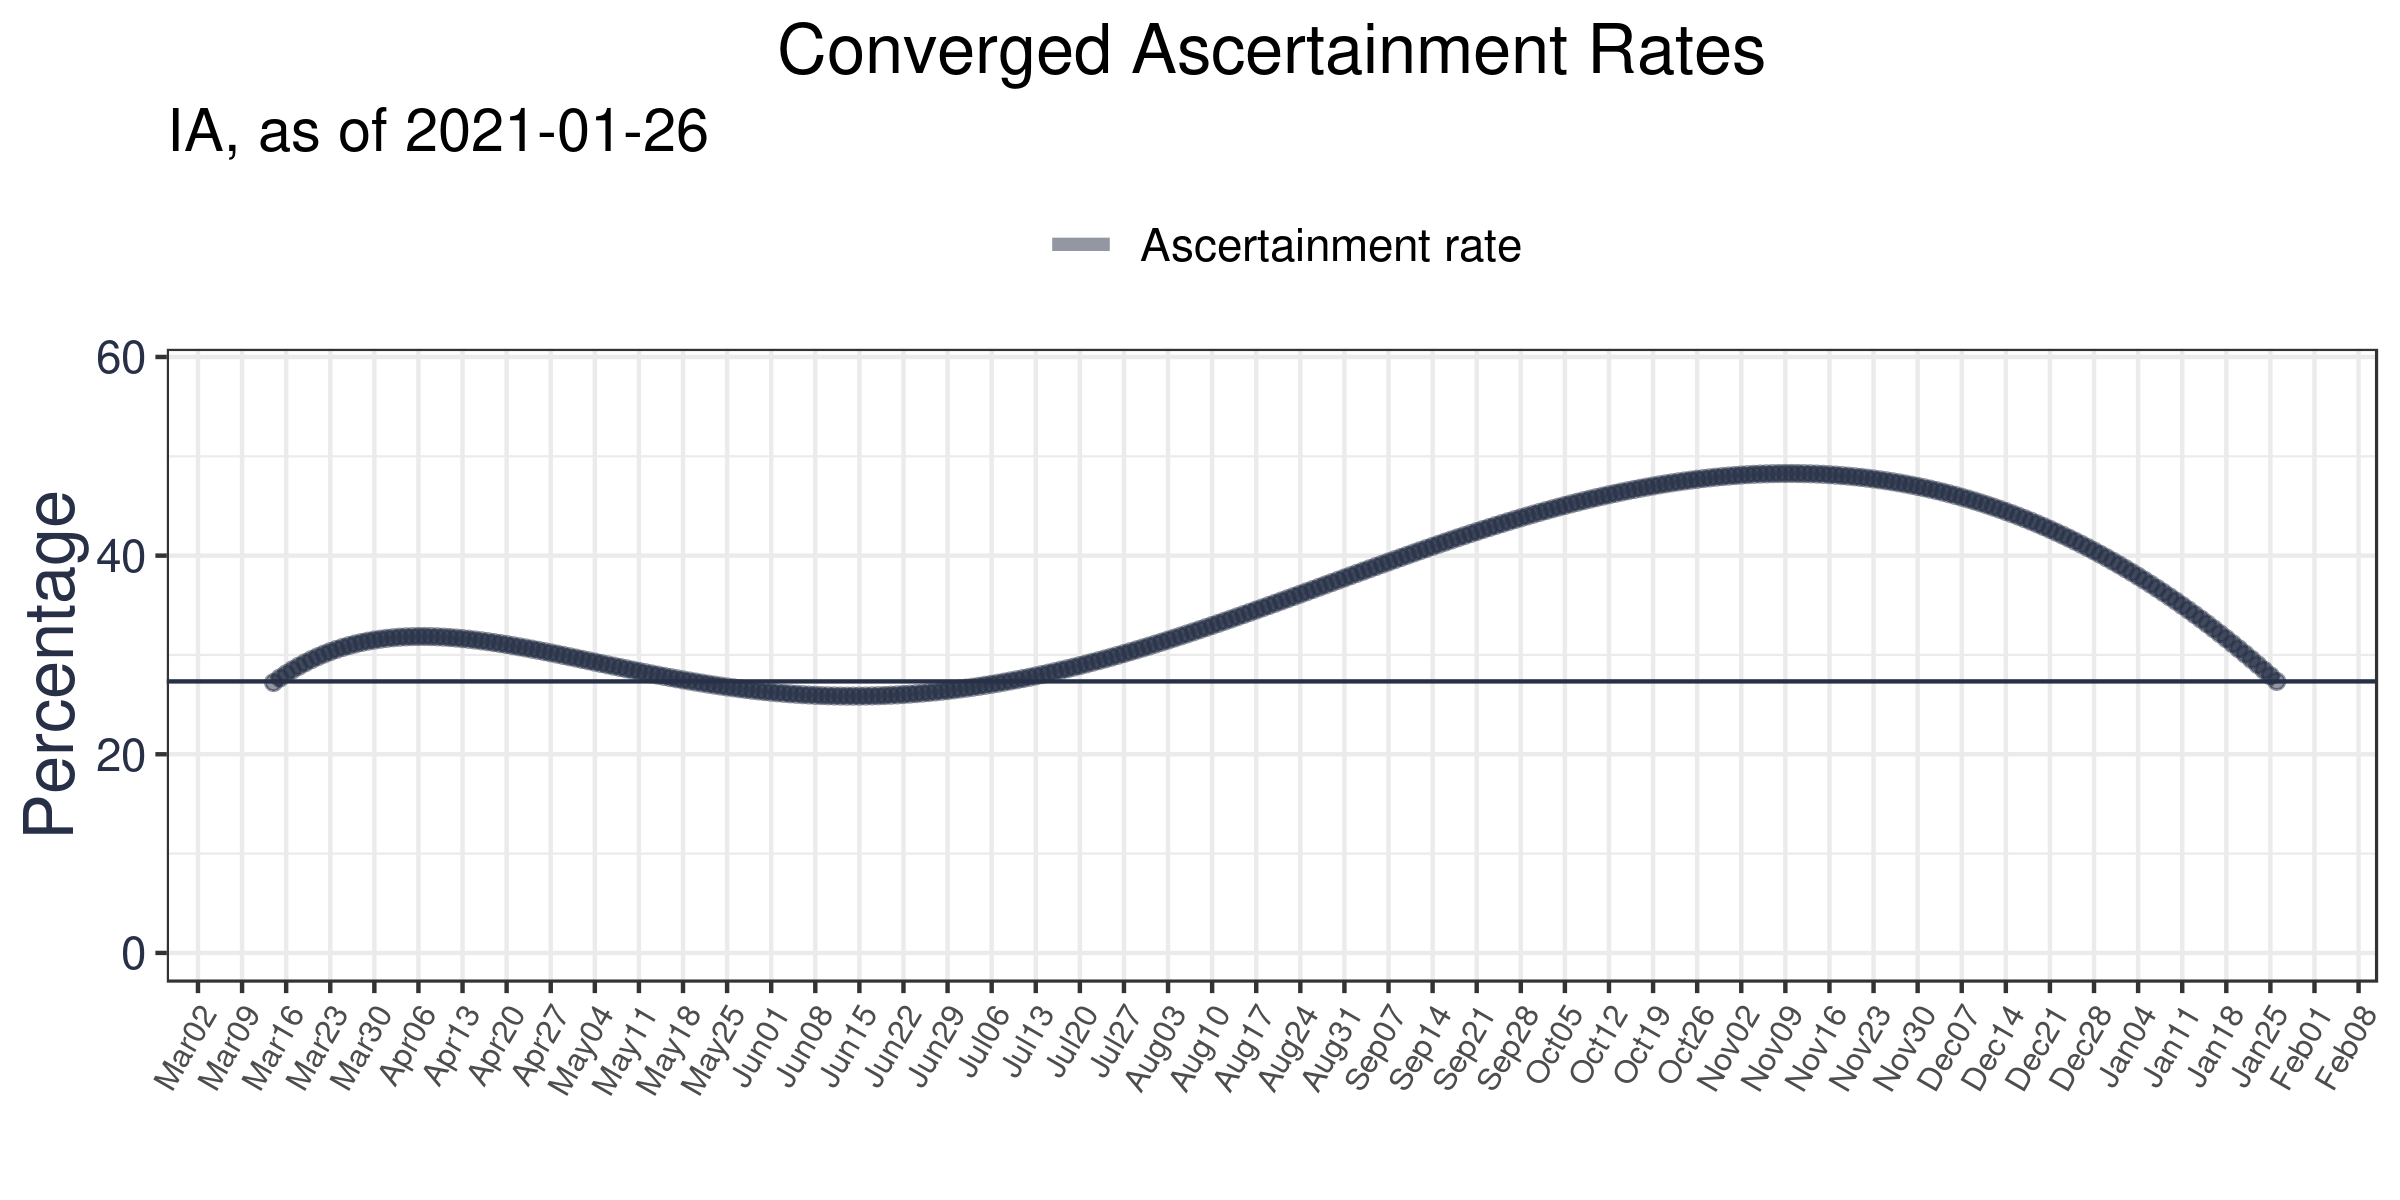 Converged Ascertainment Rates
IA, as of 2021-01-26
Ascertainment rate
Percentage
60
40
20
0
Mar02 Mar09 Mar16 Mar23 Mar30 Apr06 Apr13 Apr20 Apr27 May04 May11 May18 May25 Jun01 Jun08 Jun15 Jun22 Jun29 Jul06 Jul13 Jul20 Jul27 Aug03 Aug10 Aug17 Aug24 Aug31 Sep07 Sep14 Sep21 Sep28 Oct05 Oct12 Oct19 Oct26 Nov02 Nov09 Nov16 Nov23 Nov30 Dec07 Dec14 Dec21 Dec28 Jan04 Jan11 Jan18 Jan25 Feb01 Feb08